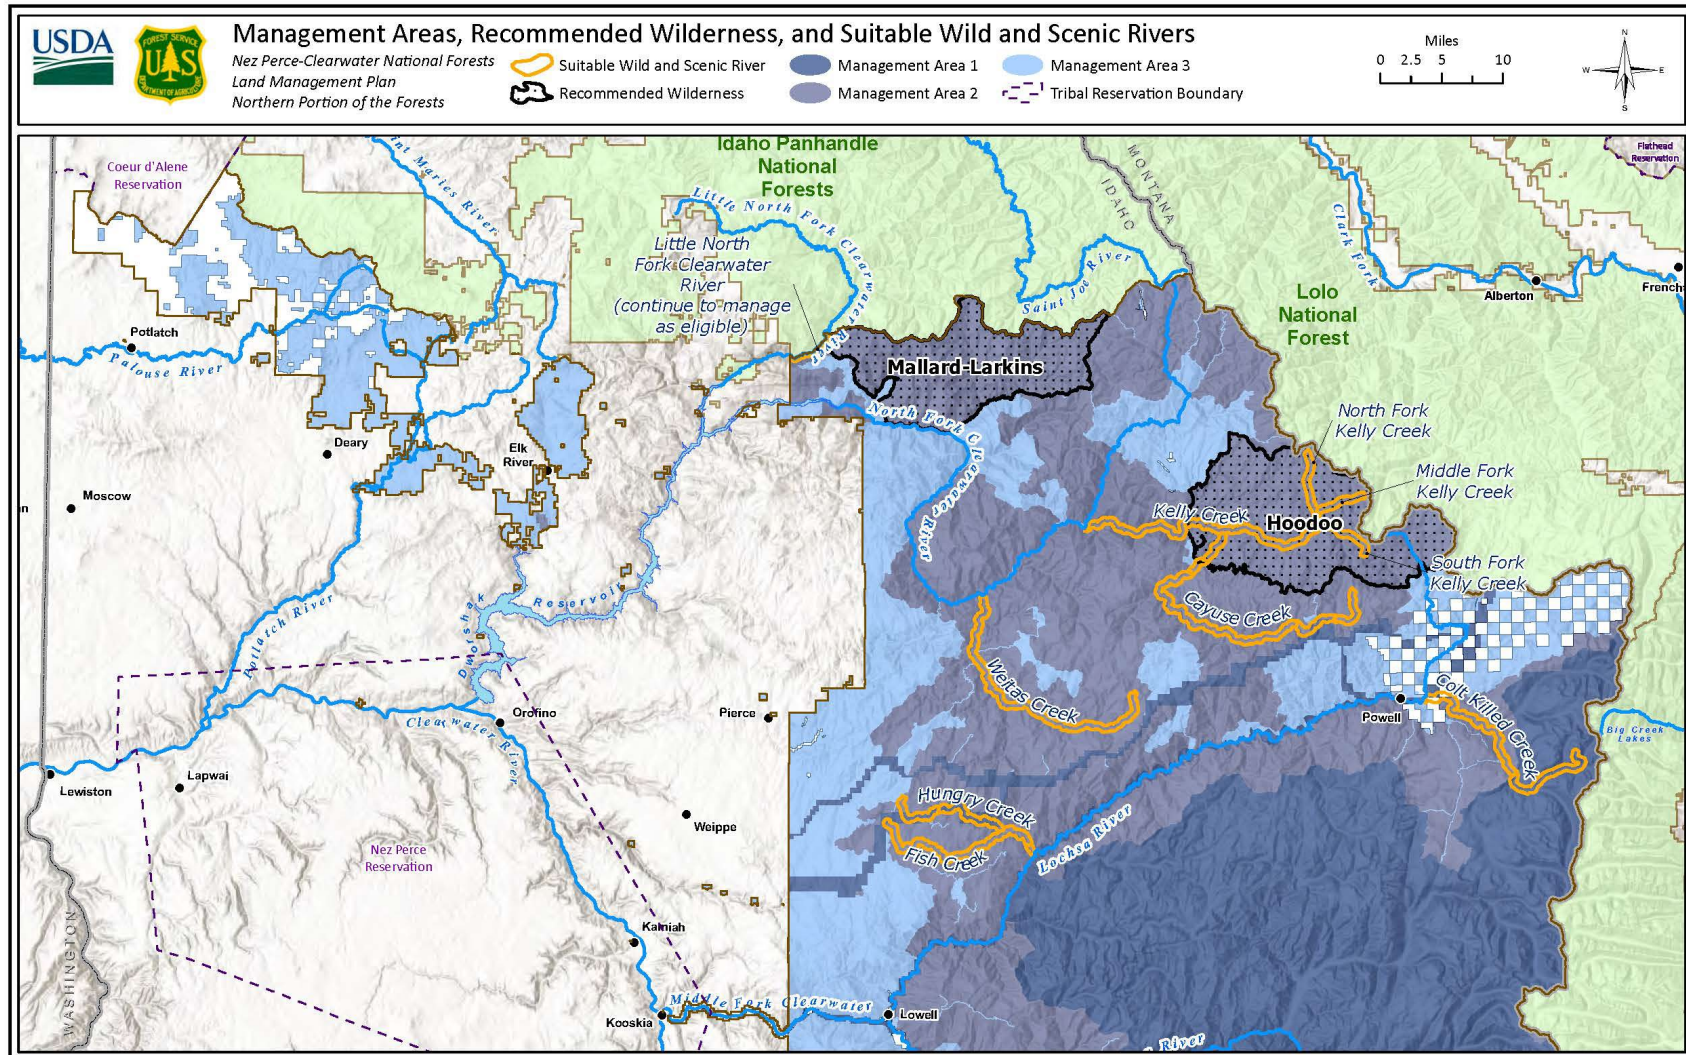 USDA
FOREST SERVICE
US
DEPARTMENT OF AGRICULTURE
Management Areas, Recommended Wilderness, and Suitable Wild and Scenic Rivers
Nez Perce-Clearwater National Forests
Land Management Plan
Northern Portion of the Forests
Suitable Wild and Scenic River
Recommended Wilderness
Management Area 1
Management Area 2
Management Area 3
Tribal Reservation Boundary
Miles
0 2.5 5 10
N
W E
S
Coeur d'Alene
Reservation
int Maries River
Idaho Panhandle
National
Forests
Little North Fork Clearwater River
Little North
Fork Clearwater
River
(continue to manage
as eligible)
MONTANA
IDAHO
Saint Joe River
Clark Fork
Flathead
Reservation
Alberton
French
Lolo
National
Forest
Potlatch
Palouse River
Mallard-Larkins
North Fork Clearwater River
North Fork
Kelly Creek
Middle Fork
Kelly Creek
Deary
Elk
River
Moscow
n
Kelly Creek
Hoodoo
South Fork
Kelly Creek
Cayuse Creek
Dworshak Reservoir
Potlatch River
Weitas Creek
Colt Killed Creek
Powell
Big Creek
Lakes
Pierce
Orofino
Clearwater River
Lewiston
Lapwai
Weippe
Hungry Creek
Fish Creek
Lochsa River
Nez Perce
Reservation
WASHINGTON
Kamiah
Kooskia
Middle Fork Clearwater
Lowell
River